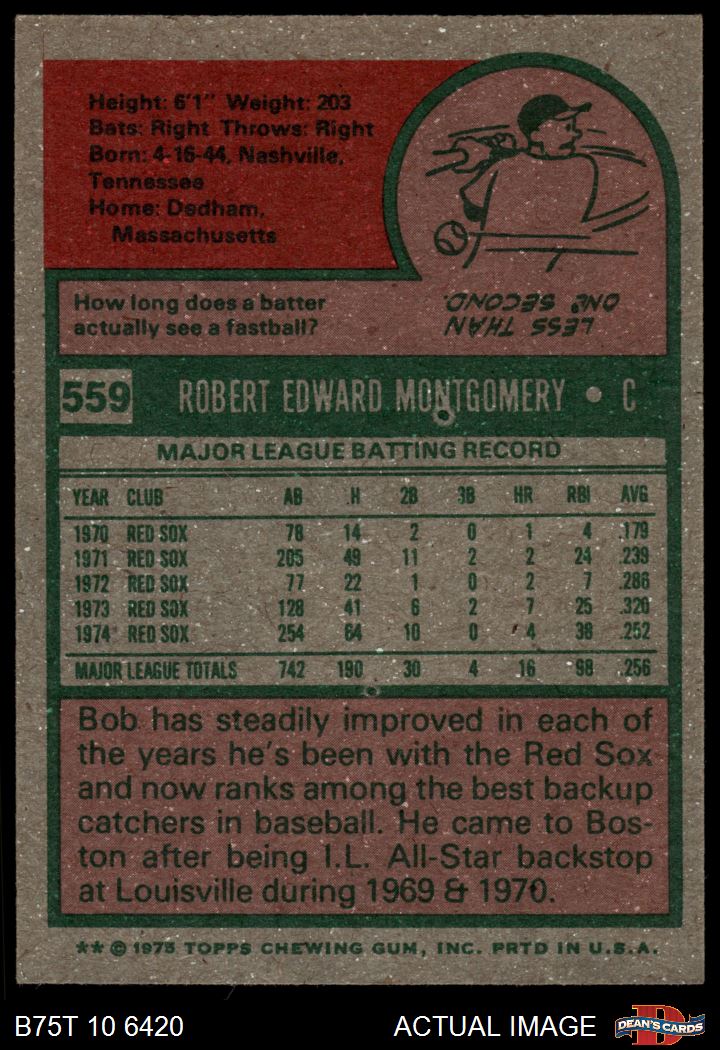 Height: 6'1" Weight: 203
Bats: Right Throws: Right
Born: 4-16-44, Nashville,
Tennessee
Home: Dedham,
Massachusetts
How long does a batter
actually see a fastball?
LESS THAN
ONE SECOND.
559 ROBERT EDWARD MONTGOMERY • C
MAJOR LEAGUE BATTING RECORD
YEAR CLUB AB H 2B 3B HR RBI AVG
1970 RED SOX 78 14 2 0 1 4 .179
1971 RED SOX 205 49 11 2 2 24 .239
1972 RED SOX 77 22 1 0 2 7 .286
1973 RED SOX 128 41 6 2 7 25 .320
1974 RED SOX 254 64 10 0 4 38 .252
MAJOR LEAGUE TOTALS 742 190 30 4 16 98 .256
Bob has steadily improved in each of
the years he's been with the Red Sox
and now ranks among the best backup
catchers in baseball. He came to Bos-
ton after being I.L. All-Star backstop
at Louisville during 1969 & 1970.
** © 1975 TOPPS CHEWING GUM, INC. PRTD IN U.S.A.
B75T 10 6420 ACTUAL IMAGE DEAN'S CARDS